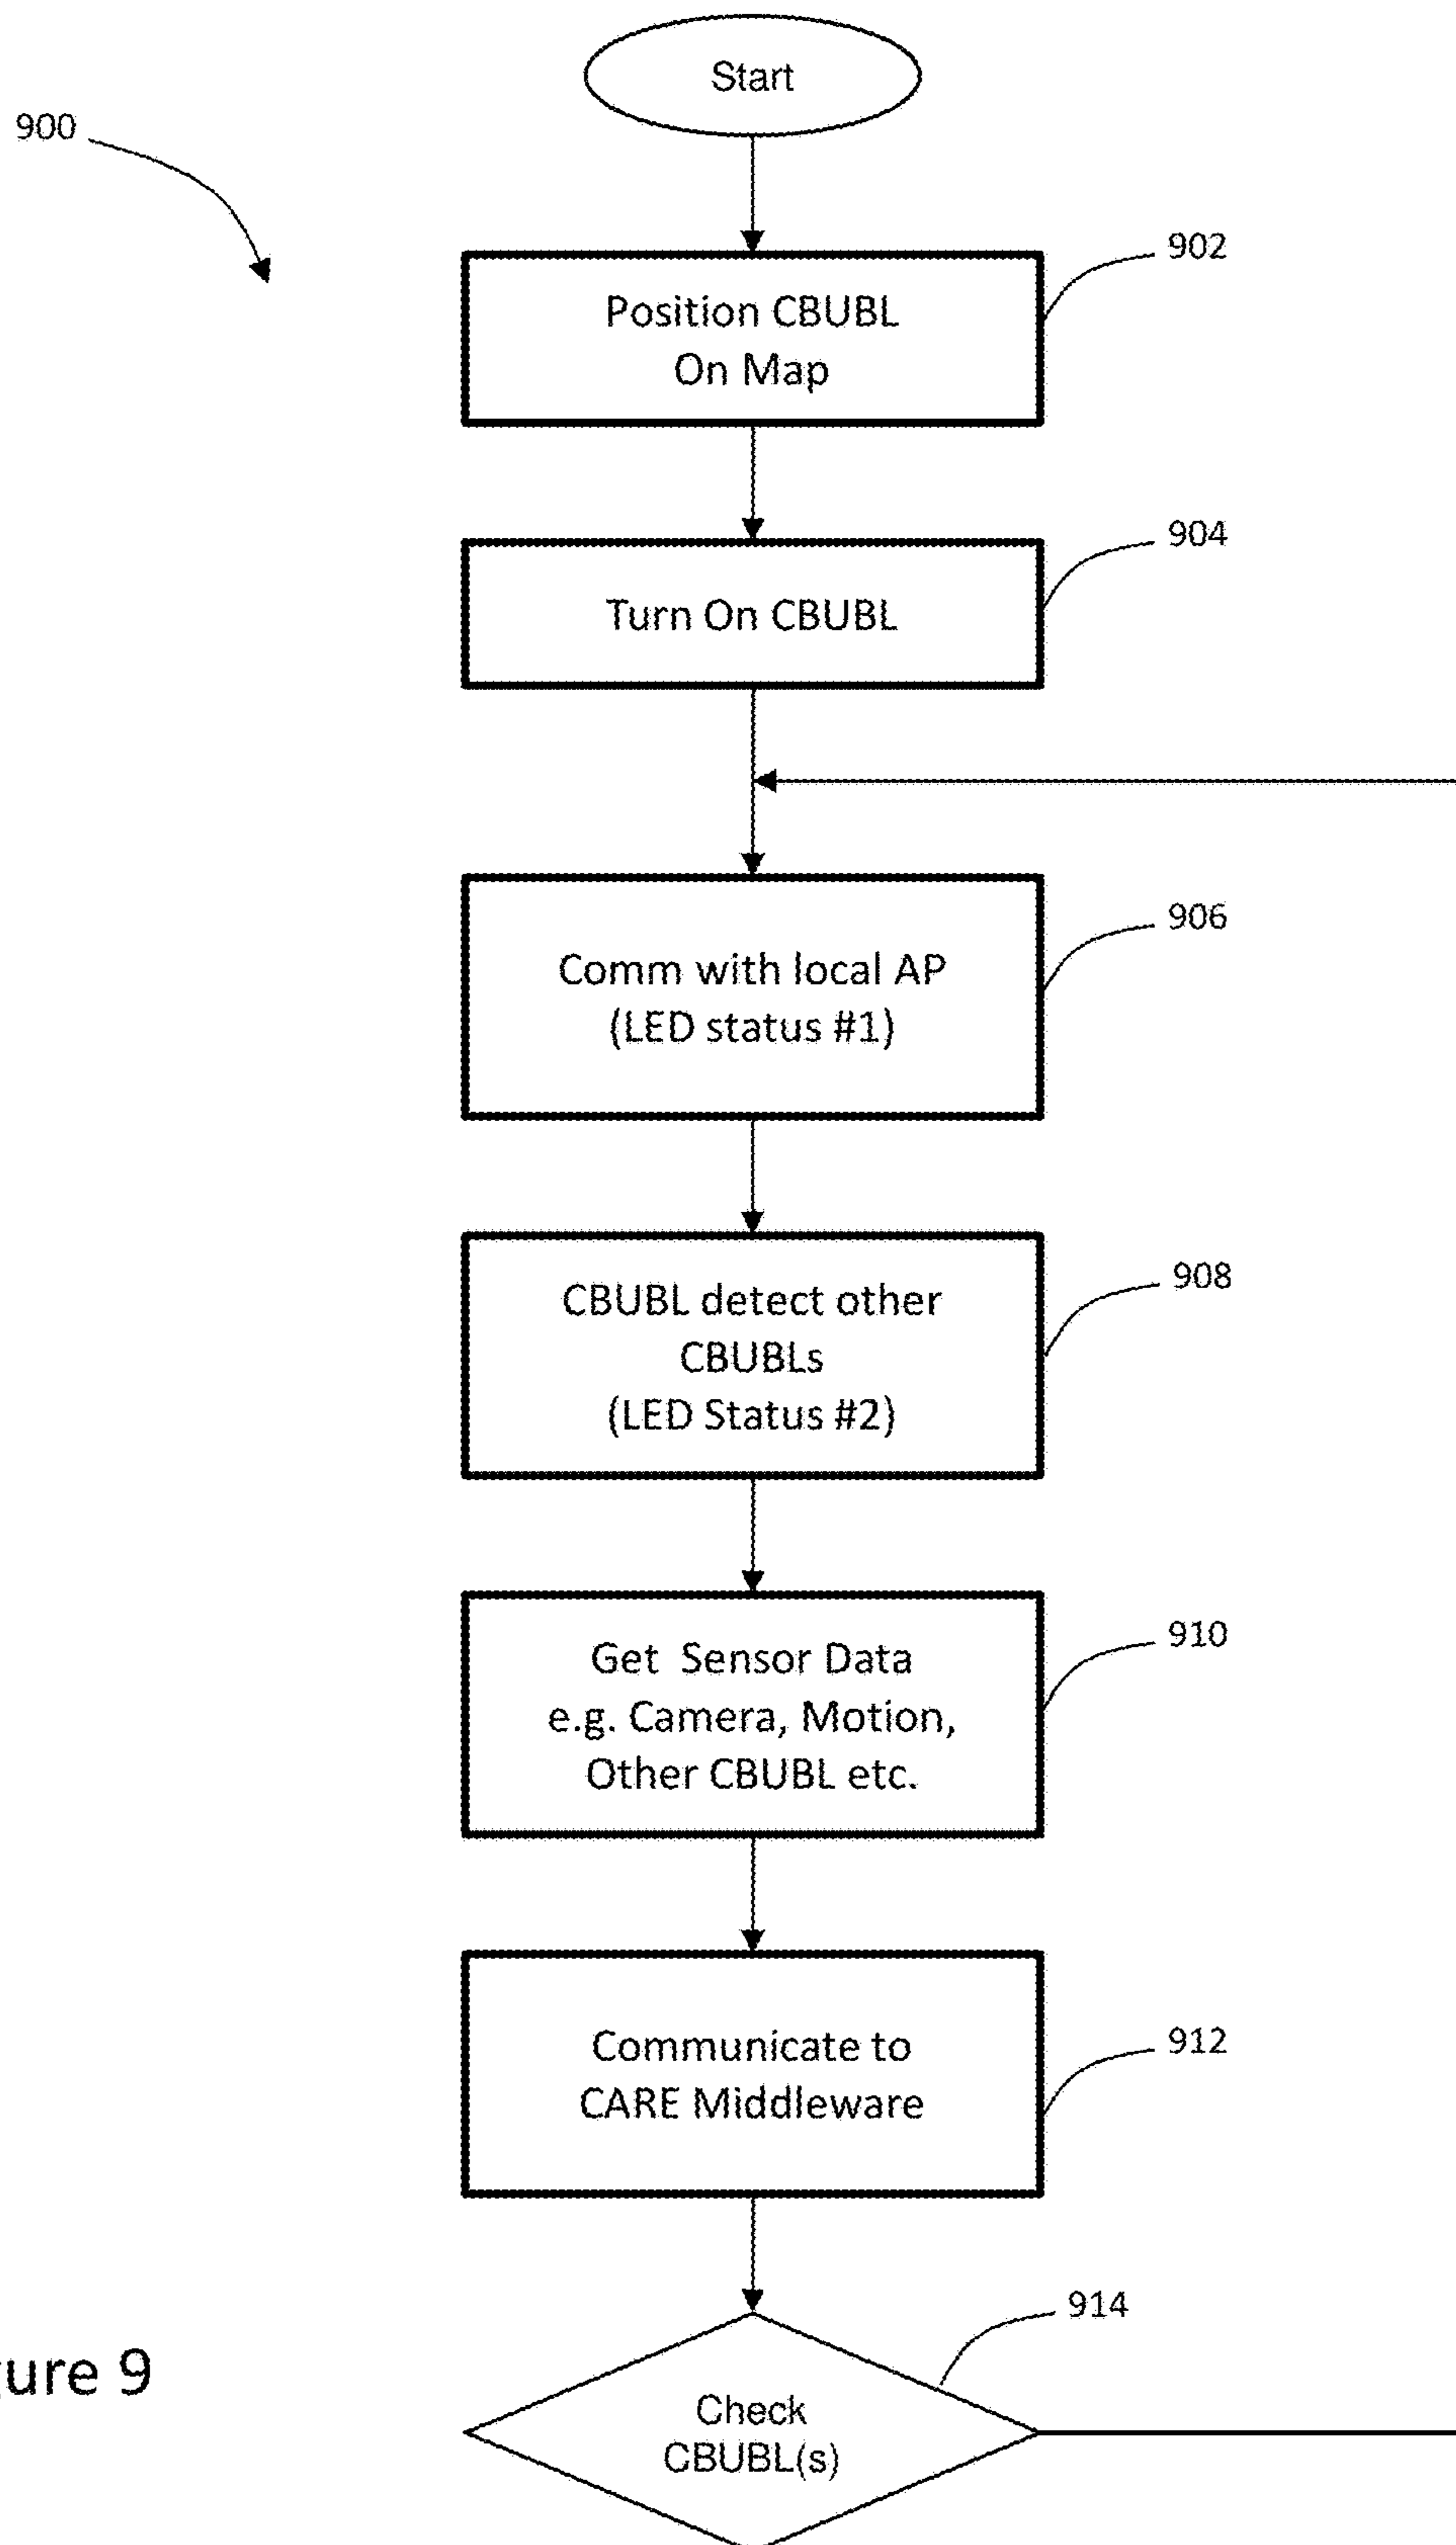 Start
900
902
Position CBUBL
On Map
904
Turn On CBUBL
906
Comm with local AP
(LED status #1)
908
CBUBL detect other
CBUBLs
(LED Status #2)
910
Get Sensor Data
e.g. Camera, Motion,
Other CBUBL etc.
912
Communicate to
CARE Middleware
914
ure 9
Check
CBUBL(s)